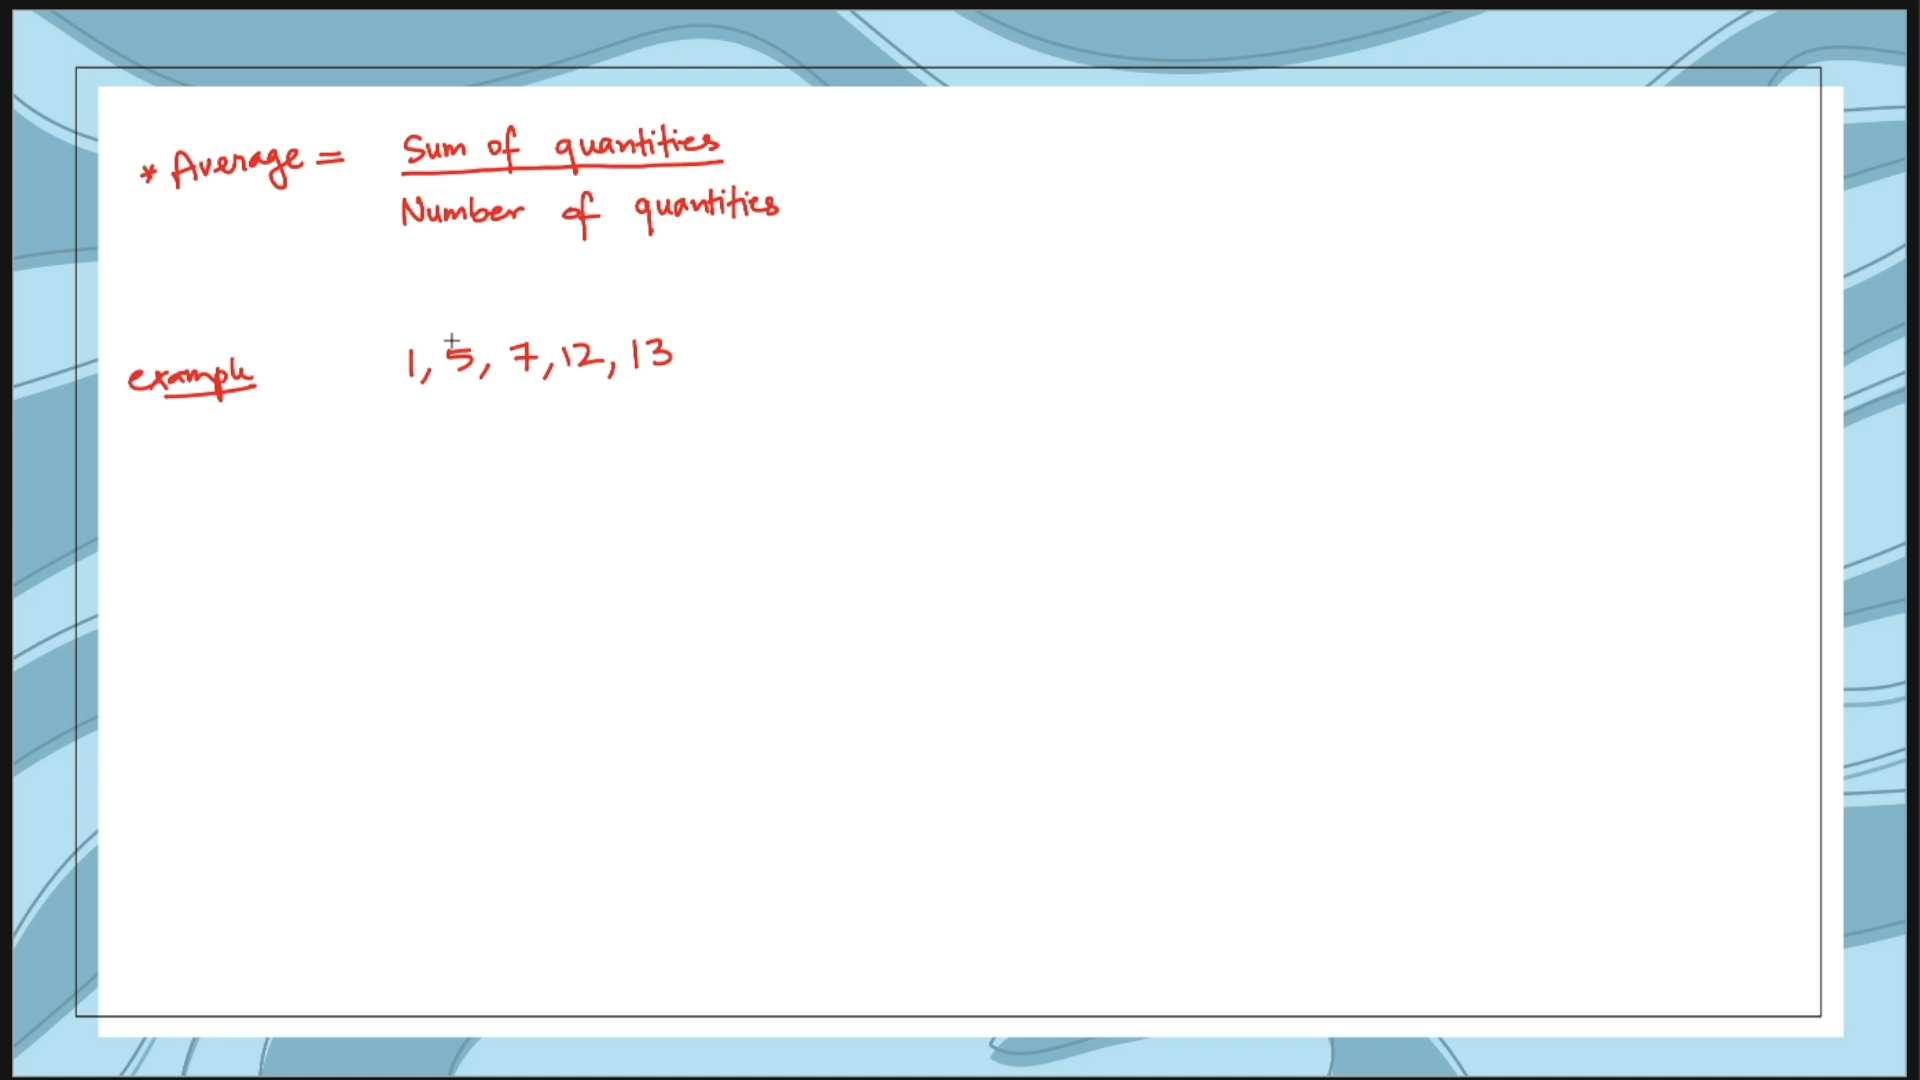 * Average = Sum of quantities
Number of quantities
example 1, 5, 7, 12, 13